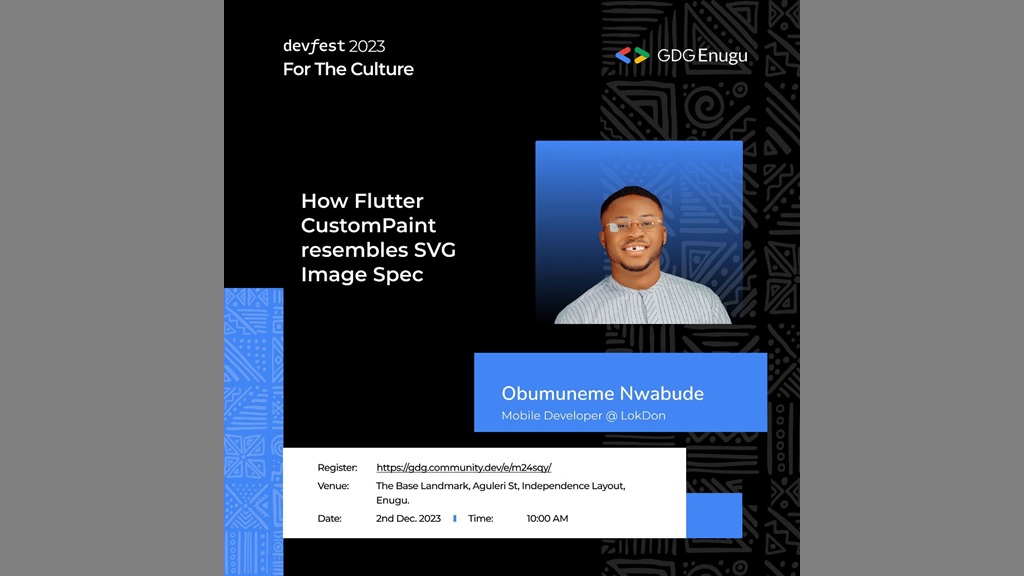 devfest 2023
For The Culture
GDG Enugu
How Flutter
CustomPaint
resembles SVG
Image Spec
Obumuneme Nwabude
Mobile Developer @ LokDon
Register: https://gdg.community.dev/e/m24sqy/
Venue: The Base Landmark, Aguleri St, Independence Layout,
Enugu.
Date: 2nd Dec. 2023 Time: 10:00 AM